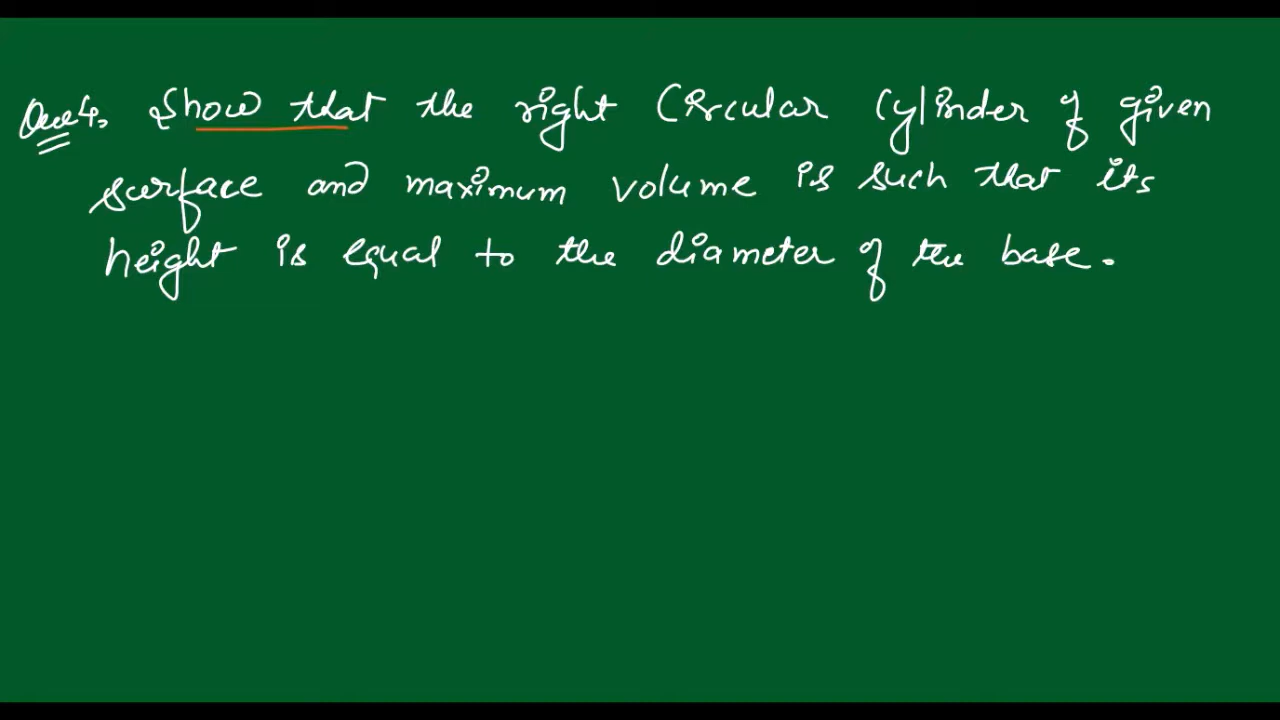 Que4. Show that the right Circular Cylinder of given
surface and maximum volume is such that its
height is equal to the diameter of the base.